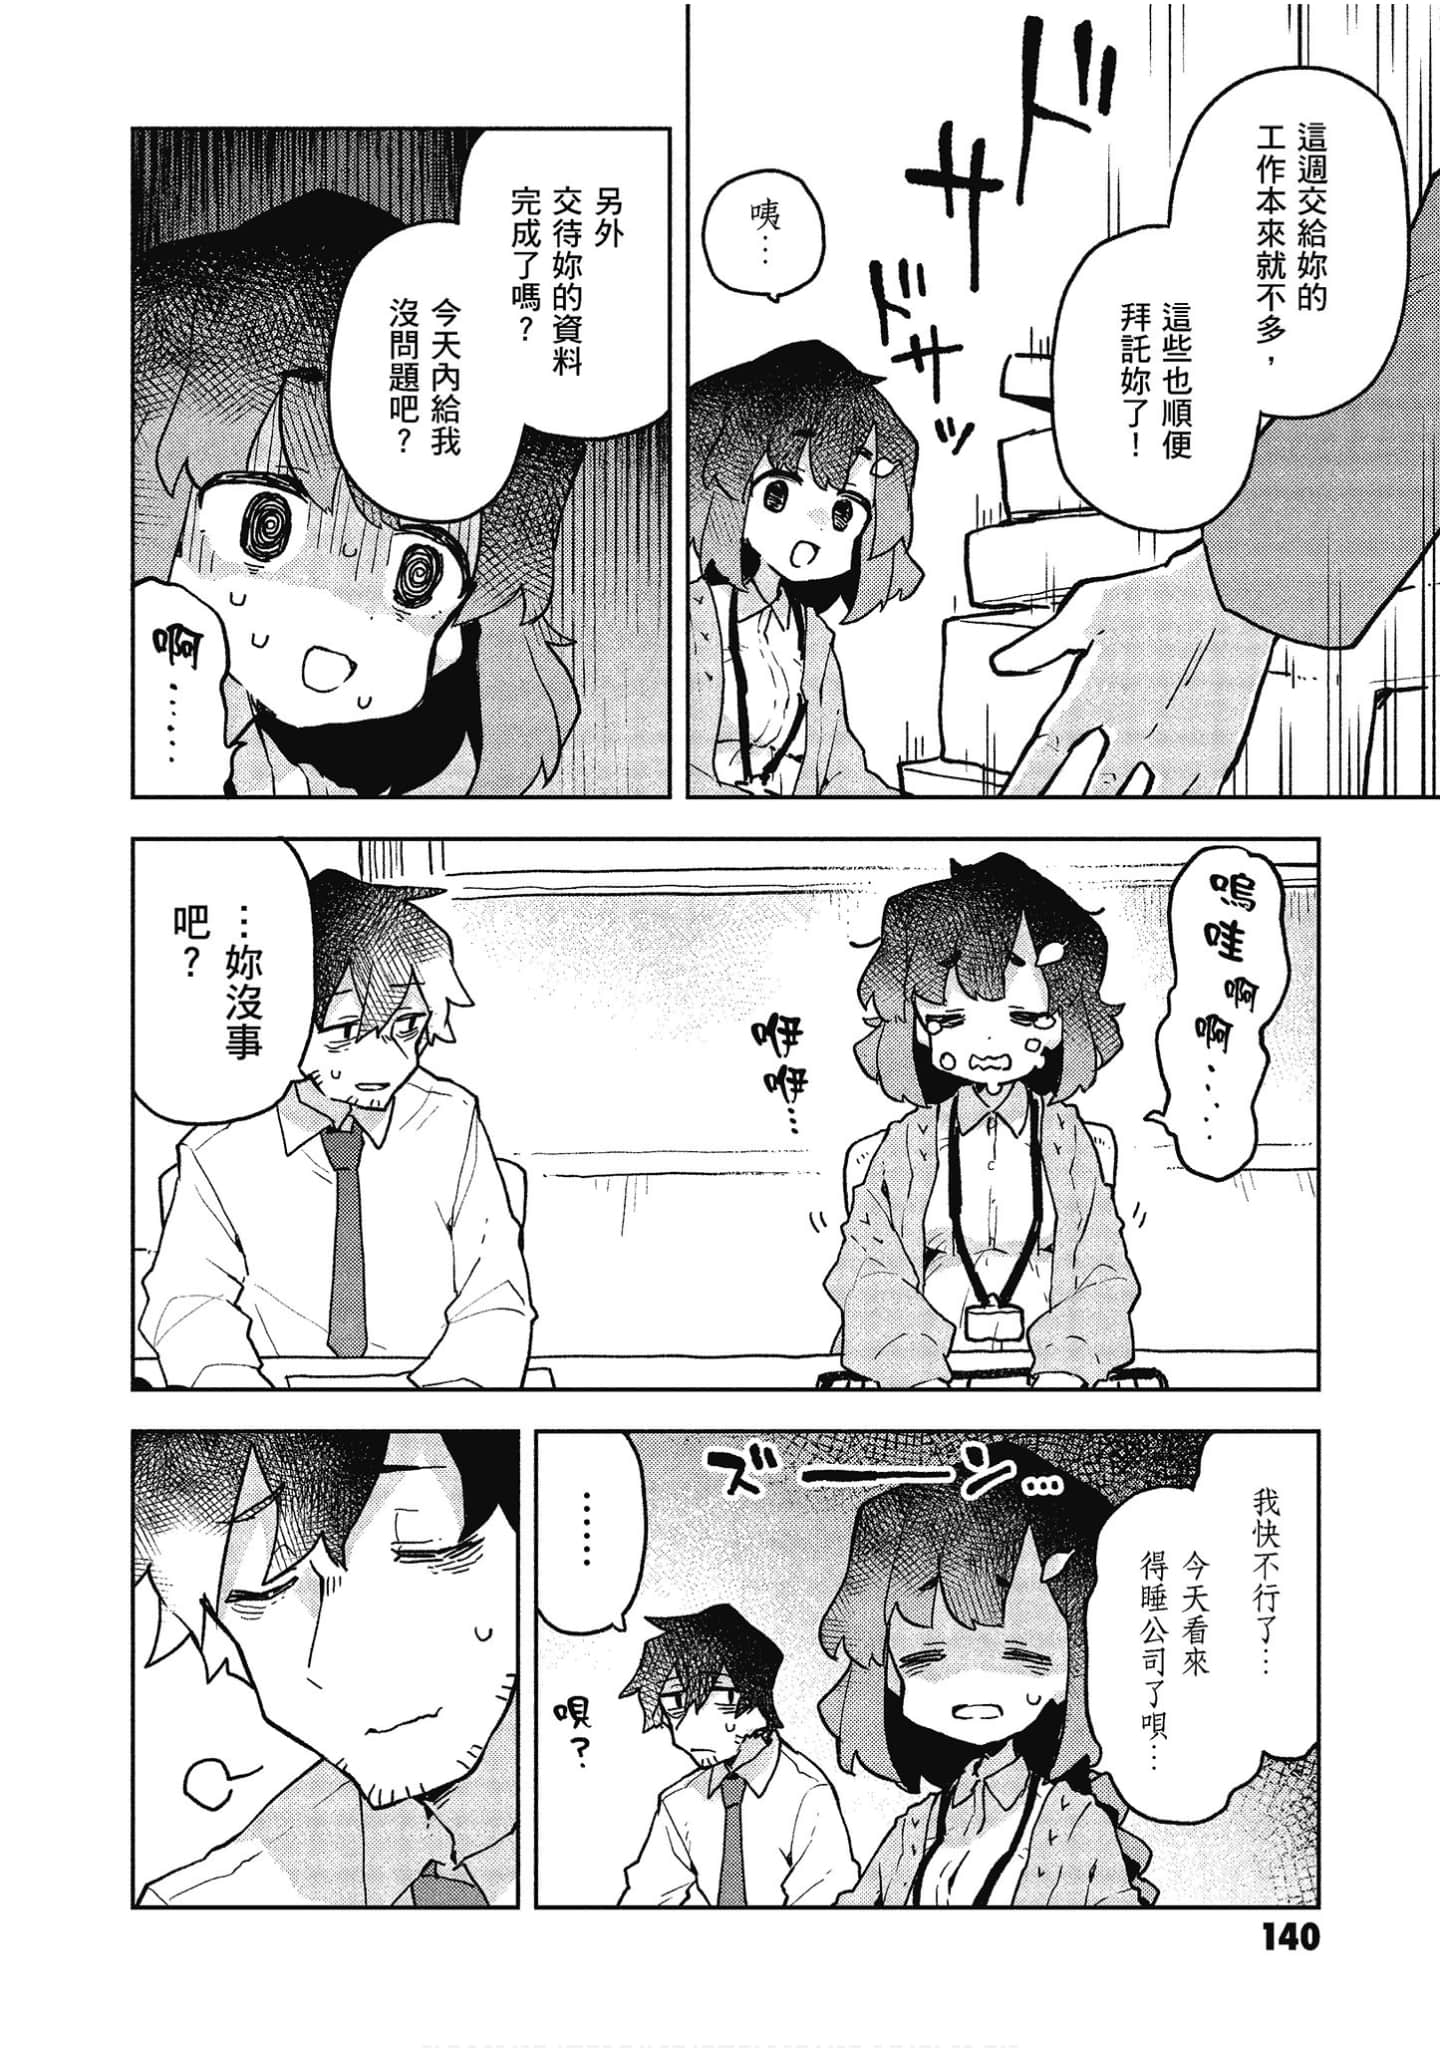 這週交給妳的
工作本來就不多，
這些也順便
拜託妳了！
ドサ
ドサッ
咦…
另外
交待妳的資料
完成了嗎？
今天內給我
沒問題吧？
啊……
嗚哇啊啊……
咿咿…
…妳沒事
吧？
我快不行了…
今天看來
得睡公司了唄…
ズーーン…
……
唄？
140